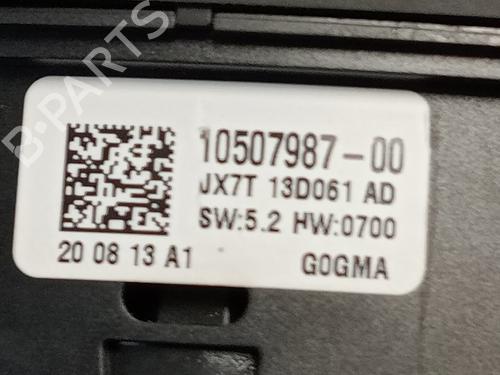 B-PARTS
10507987-00
JX7T 13D061 AD
SW:5.2 HW:0700
20 08 13 A1
G0GMA